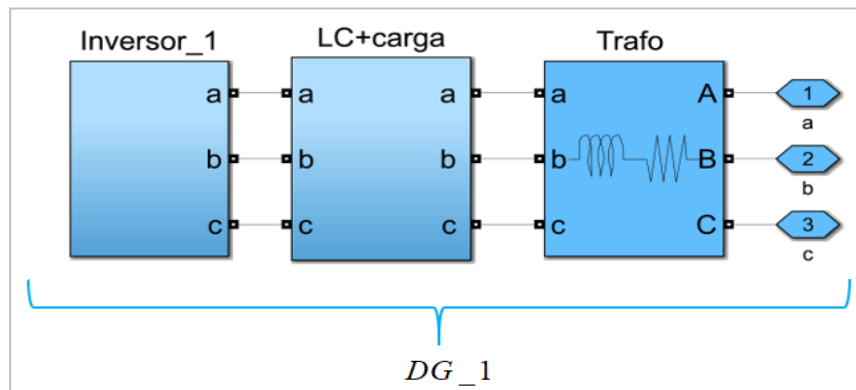 Inversor_1 LC+carga Trafo
a a a a A 1
a
b b b b B 2
b
c c c c C 3
c
DG_1